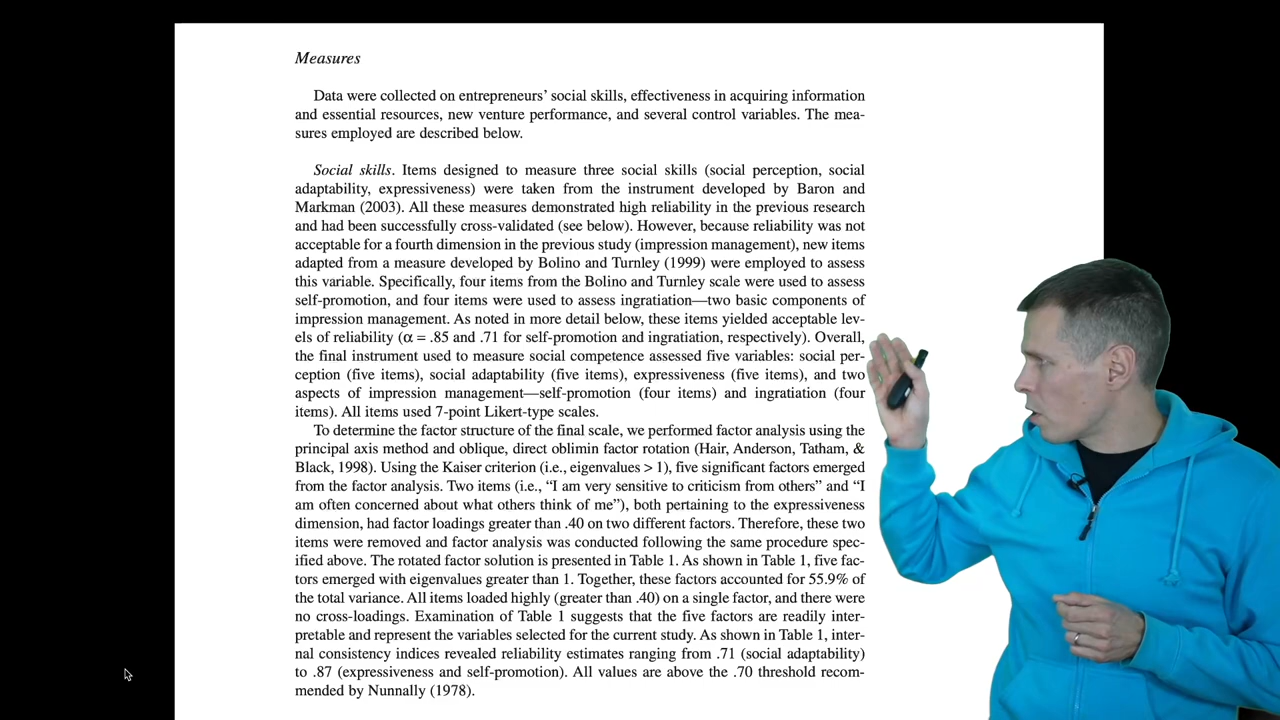 Measures
Data were collected on entrepreneurs' social skills, effectiveness in acquiring information
and essential resources, new venture performance, and several control variables. The mea-
sures employed are described below.
Social skills. Items designed to measure three social skills (social perception, social
adaptability, expressiveness) were taken from the instrument developed by Baron and
Markman (2003). All these measures demonstrated high reliability in the previous research
and had been successfully cross-validated (see below). However, because reliability was not
acceptable for a fourth dimension in the previous study (impression management), new items
adapted from a measure developed by Bolino and Turnley (1999) were employed to assess
this variable. Specifically, four items from the Bolino and Turnley scale were used to assess
self-promotion, and four items were used to assess ingratiation—two basic components of
impression management. As noted in more detail below, these items yielded acceptable lev-
els of reliability (α = .85 and .71 for self-promotion and ingratiation, respectively). Overall,
the final instrument used to measure social competence assessed five variables: social per-
ception (five items), social adaptability (five items), expressiveness (five items), and two
aspects of impression management—self-promotion (four items) and ingratiation (four
items). All items used 7-point Likert-type scales.
To determine the factor structure of the final scale, we performed factor analysis using the
principal axis method and oblique, direct oblimin factor rotation (Hair, Anderson, Tatham, &
Black, 1998). Using the Kaiser criterion (i.e., eigenvalues > 1), five significant factors emerged
from the factor analysis. Two items (i.e., “I am very sensitive to criticism from others” and “I
am often concerned about what others think of me”), both pertaining to the expressiveness
dimension, had factor loadings greater than .40 on two different factors. Therefore, these two
items were removed and factor analysis was conducted following the same procedure spec-
ified above. The rotated factor solution is presented in Table 1. As shown in Table 1, five fac-
tors emerged with eigenvalues greater than 1. Together, these factors accounted for 55.9% of
the total variance. All items loaded highly (greater than .40) on a single factor, and there were
no cross-loadings. Examination of Table 1 suggests that the five factors are readily inter-
pretable and represent the variables selected for the current study. As shown in Table 1, inter-
nal consistency indices revealed reliability estimates ranging from .71 (social adaptability)
to .87 (expressiveness and self-promotion). All values are above the .70 threshold recom-
mended by Nunnally (1978).